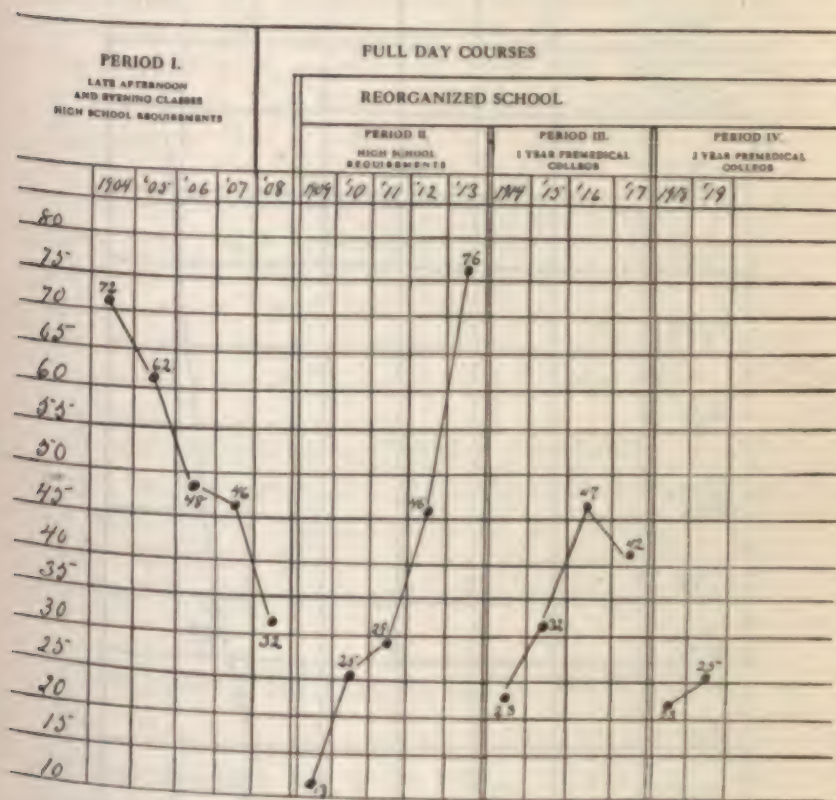 FULL DAY COURSES
PERIOD I.
LATE AFTERNOON
AND EVENING CLASSES
HIGH SCHOOL REQUIREMENTS
REORGANIZED SCHOOL
PERIOD II.
HIGH SCHOOL
REQUIREMENTS
PERIOD III.
1 YEAR PREMEDICAL
COLLEGE
PERIOD IV.
2 YEAR PREMEDICAL
COLLEGE
1904 '05 '06 '07 '08 1909 '10 '11 '12 '13 1914 '15 '16 '17 1918 '19
80
75
76
70
72
65
60
62
55
50
45
48
46
47
40
42
35
30
32
29
32
25
25
25
20
23
15
10